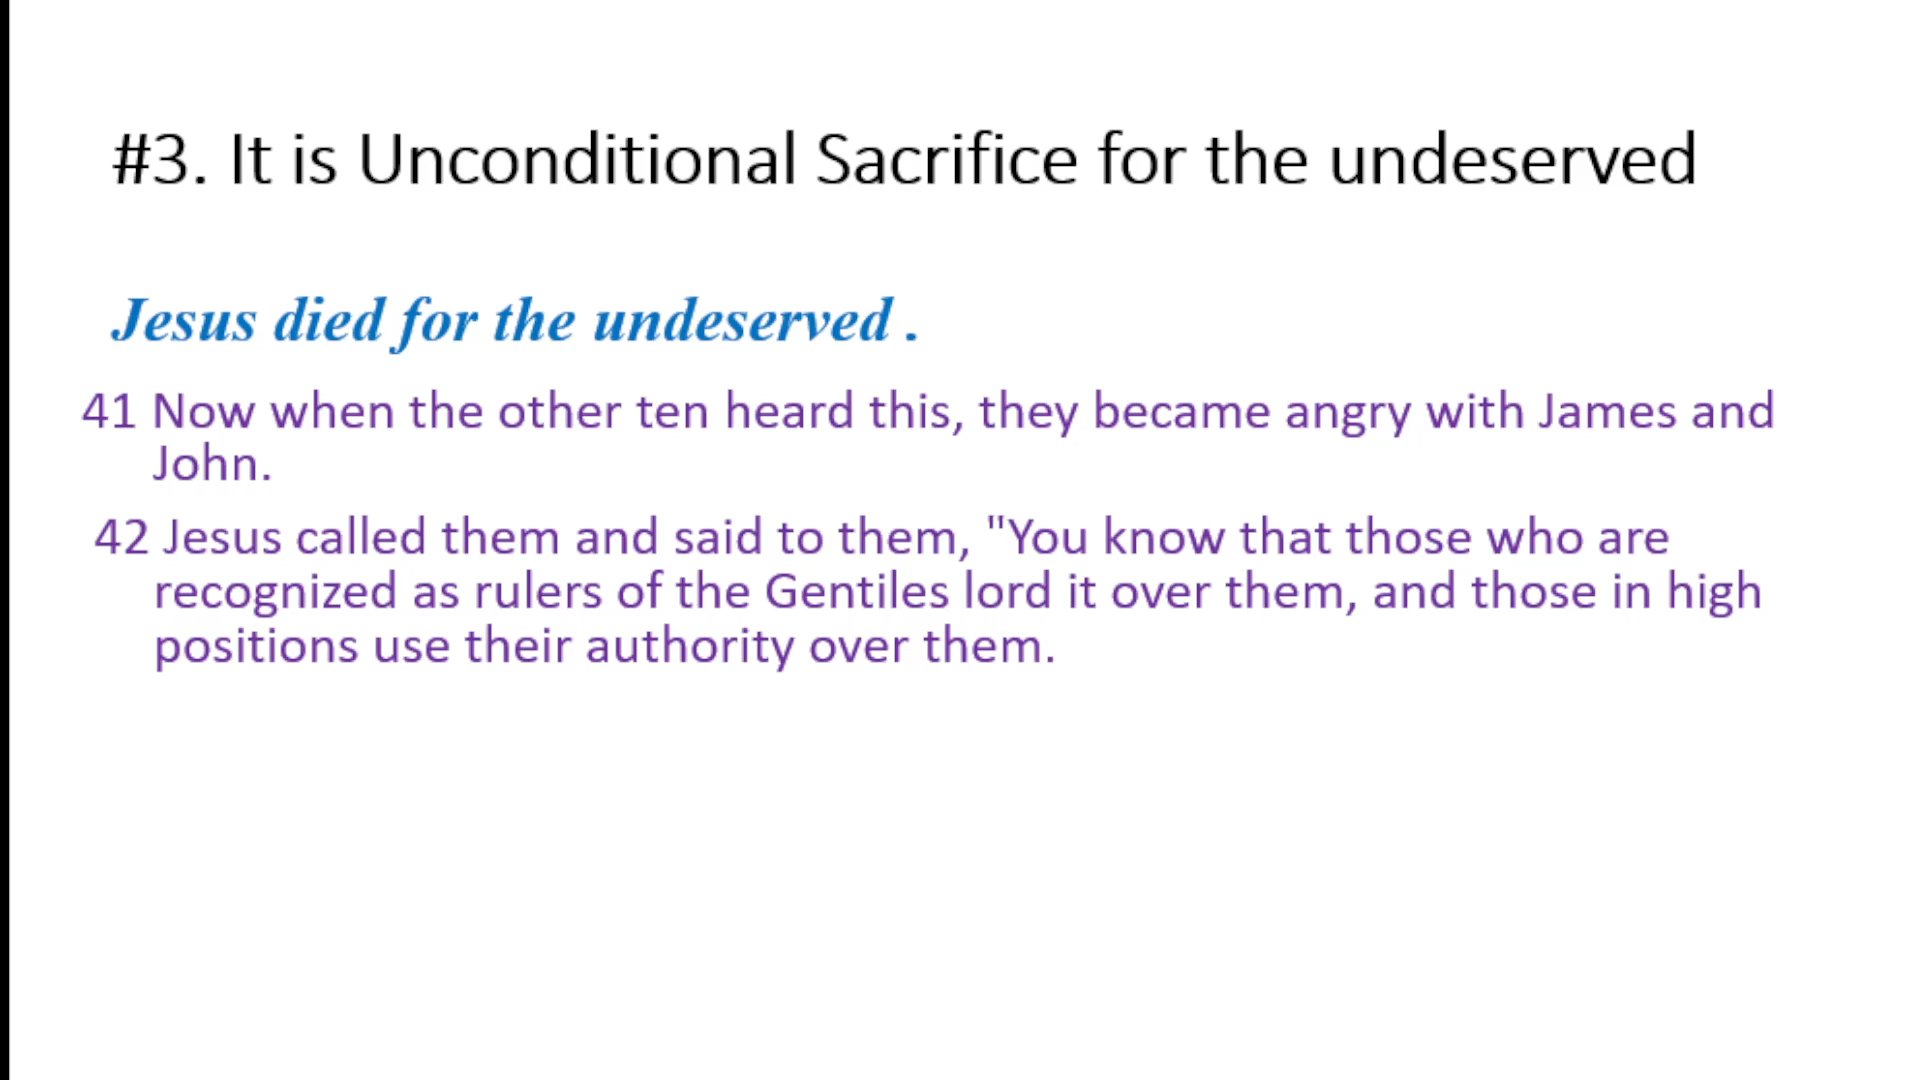 #3. It is Unconditional Sacrifice for the undeserved
Jesus died for the undeserved .
41 Now when the other ten heard this, they became angry with James and
John.
42 Jesus called them and said to them, "You know that those who are
recognized as rulers of the Gentiles lord it over them, and those in high
positions use their authority over them.